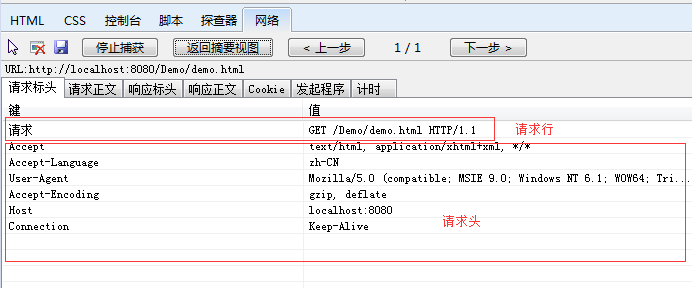 HTML CSS 控制台 脚本 探查器 网络
停止捕获 返回摘要视图 < 上一步 1 / 1 下一步 >
URL:http://localhost:8080/Demo/demo.html
请求标头 请求正文 响应标头 响应正文 Cookie 发起程序 计时
键 值
请求 GET /Demo/demo.html HTTP/1.1 请求行
Accept text/html, application/xhtml+xml, */*
Accept-Language zh-CN
User-Agent Mozilla/5.0 (compatible; MSIE 9.0; Windows NT 6.1; WOW64; Tri...
Accept-Encoding gzip, deflate
Host localhost:8080
请求头
Connection Keep-Alive